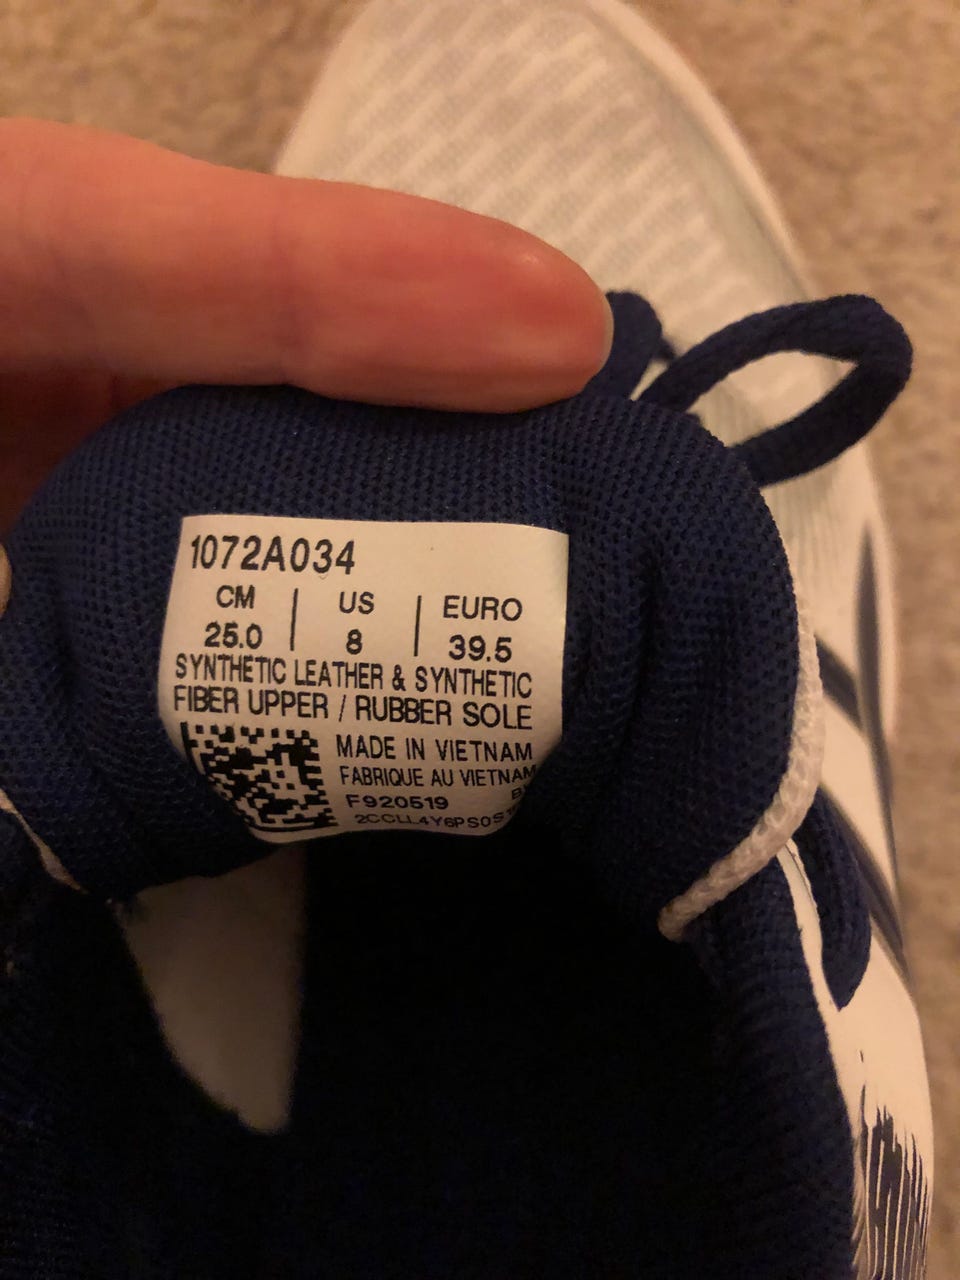 1072A034
CM | US | EURO
25.0 | 8 | 39.5
SYNTHETIC LEATHER & SYNTHETIC
FIBER UPPER / RUBBER SOLE
MADE IN VIETNAM
FABRIQUE AU VIETNAM
F920519